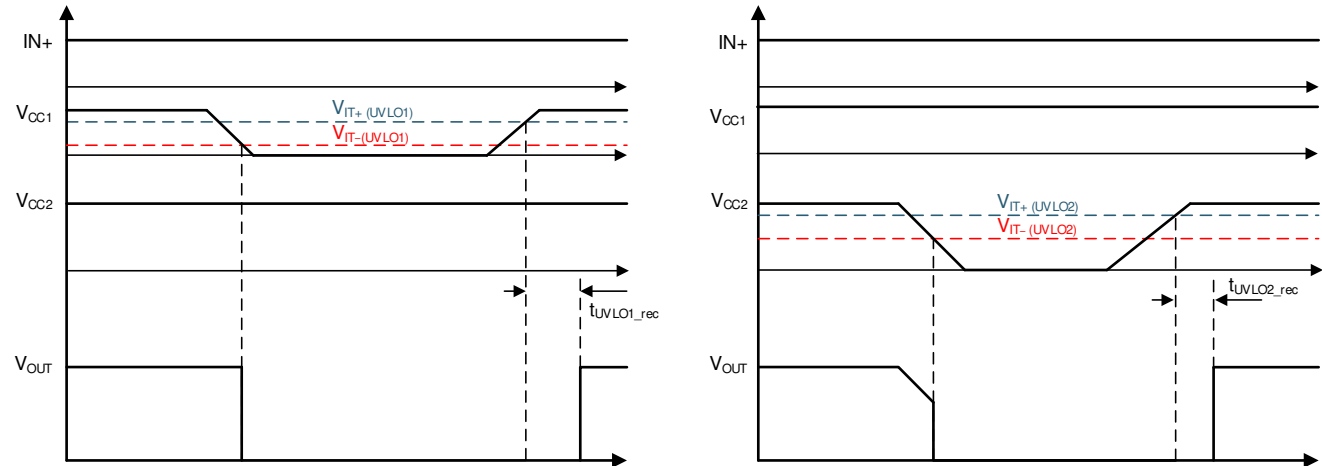 IN+
VCC1
VIT+ (UVLO1)
VIT−(UVLO1)
VCC2
tUVLO1_rec
VOUT
IN+
VCC1
VCC2
VIT+ (UVLO2)
VIT− (UVLO2)
tUVLO2_rec
VOUT